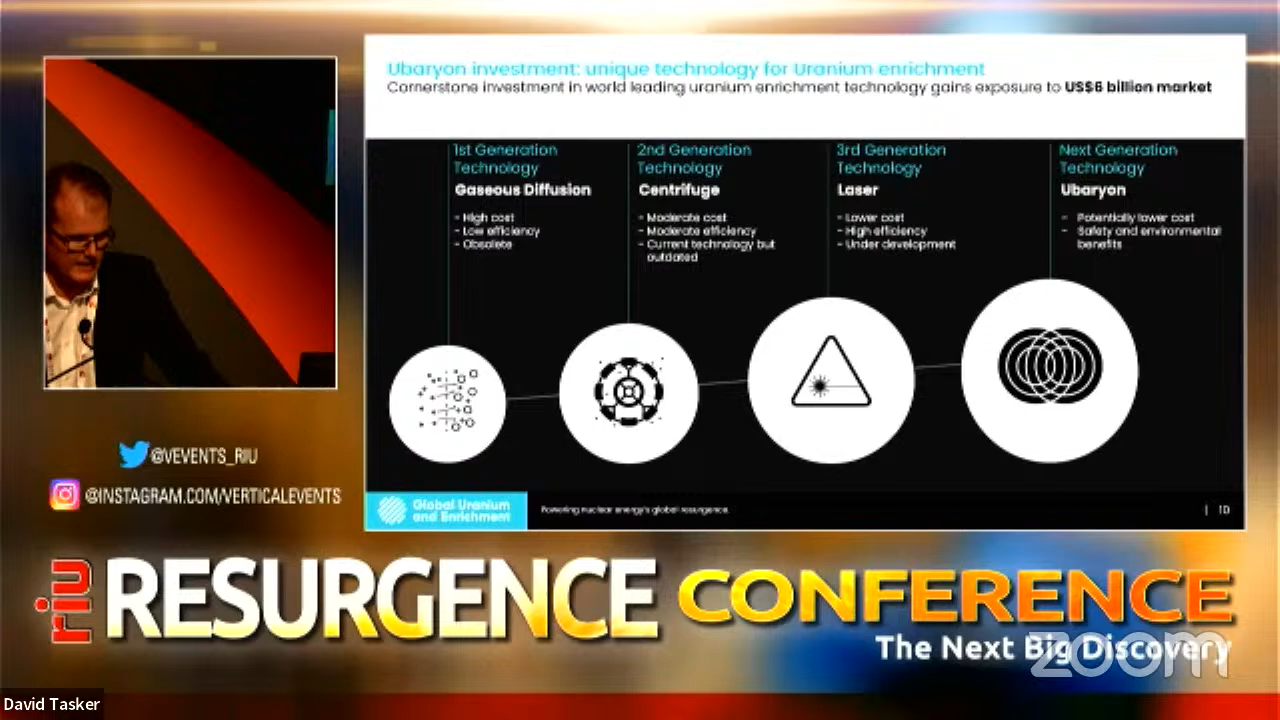 Ubaryon investment: unique technology for Uranium enrichment
Cornerstone investment in world leading uranium enrichment technology gains exposure to US$6 billion market
1st Generation
Technology
Gaseous Diffusion
- High cost
- Low efficiency
- Obsolete
2nd Generation
Technology
Centrifuge
- Moderate cost
- Moderate efficiency
- Current technology but
outdated
3rd Generation
Technology
Laser
- Lower cost
- High efficiency
- Under development
Next Generation
Technology
Ubaryon
- Potentially lower cost
- Safety and environmental
benefits
@VEVENTS_RIU
@INSTAGRAM.COM/VERTICALEVENTS
Global Uranium
and Enrichment
Powering nuclear energy's global resurgence.
| 10
riu RESURGENCE CONFERENCE
The Next Big Discovery
zoom
David Tasker